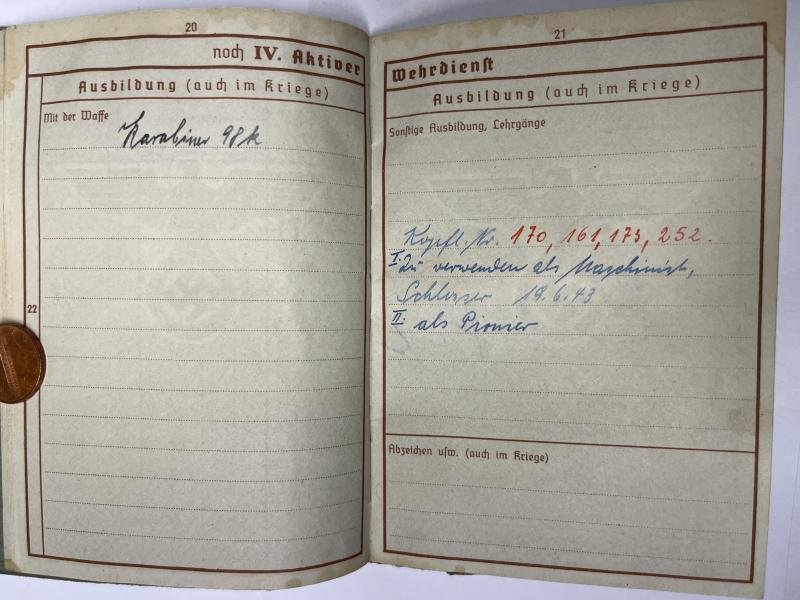 20
noch IV. Aktiver
Ausbildung (auch im Kriege)
Mit der Waffe
Karabiner 98k
22
21
Wehrdienst
Ausbildung (auch im Kriege)
Sonstige Ausbildung, Lehrgänge
Kopfl. Nr. 170, 161, 173, 252.
I. Zu verwenden als Maschinist,
Schlosser 19.6.43
II. als Pionier
Abzeichen usw. (auch im Kriege)